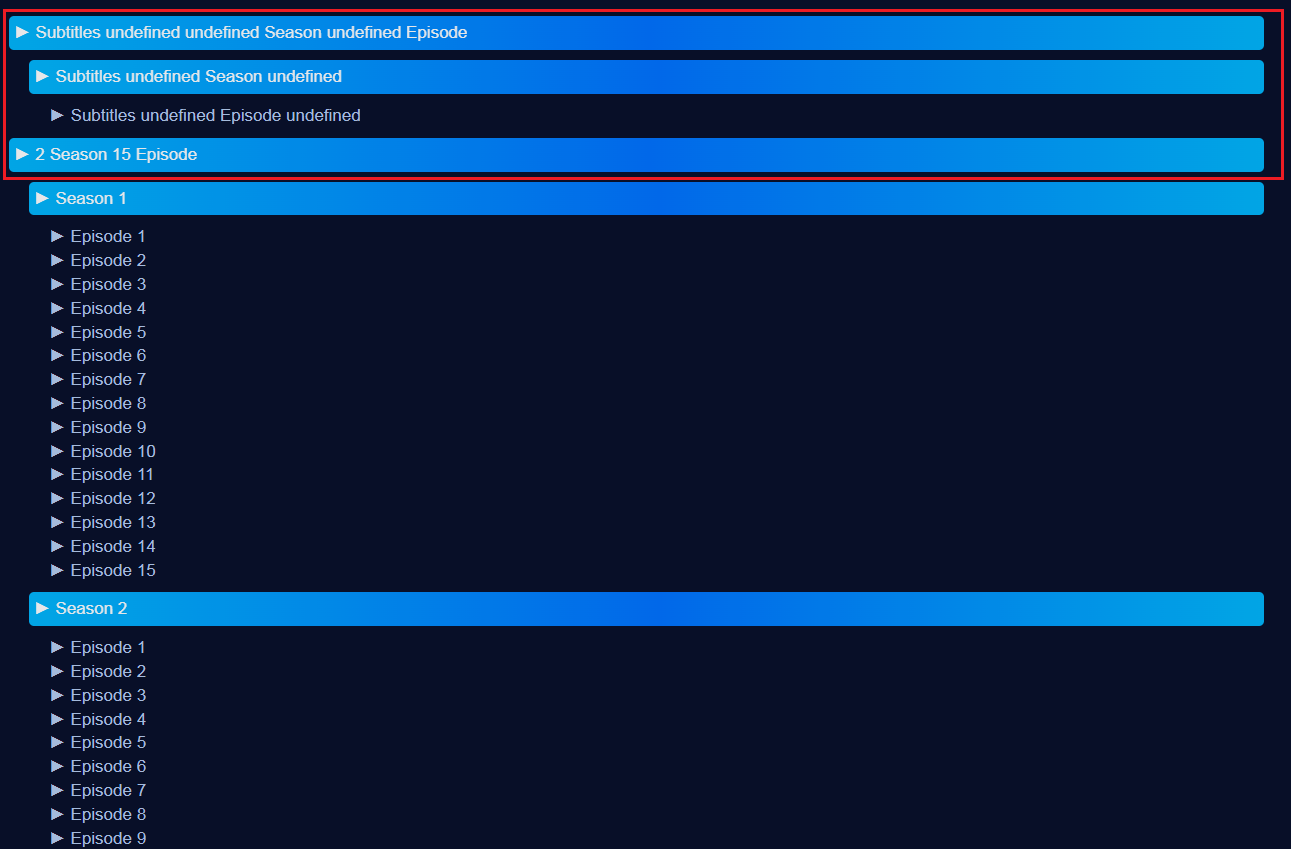 ► Subtitles undefined undefined Season undefined Episode
► Subtitles undefined Season undefined
► Subtitles undefined Episode undefined
► 2 Season 15 Episode
► Season 1
► Episode 1
► Episode 2
► Episode 3
► Episode 4
► Episode 5
► Episode 6
► Episode 7
► Episode 8
► Episode 9
► Episode 10
► Episode 11
► Episode 12
► Episode 13
► Episode 14
► Episode 15
► Season 2
► Episode 1
► Episode 2
► Episode 3
► Episode 4
► Episode 5
► Episode 6
► Episode 7
► Episode 8
► Episode 9